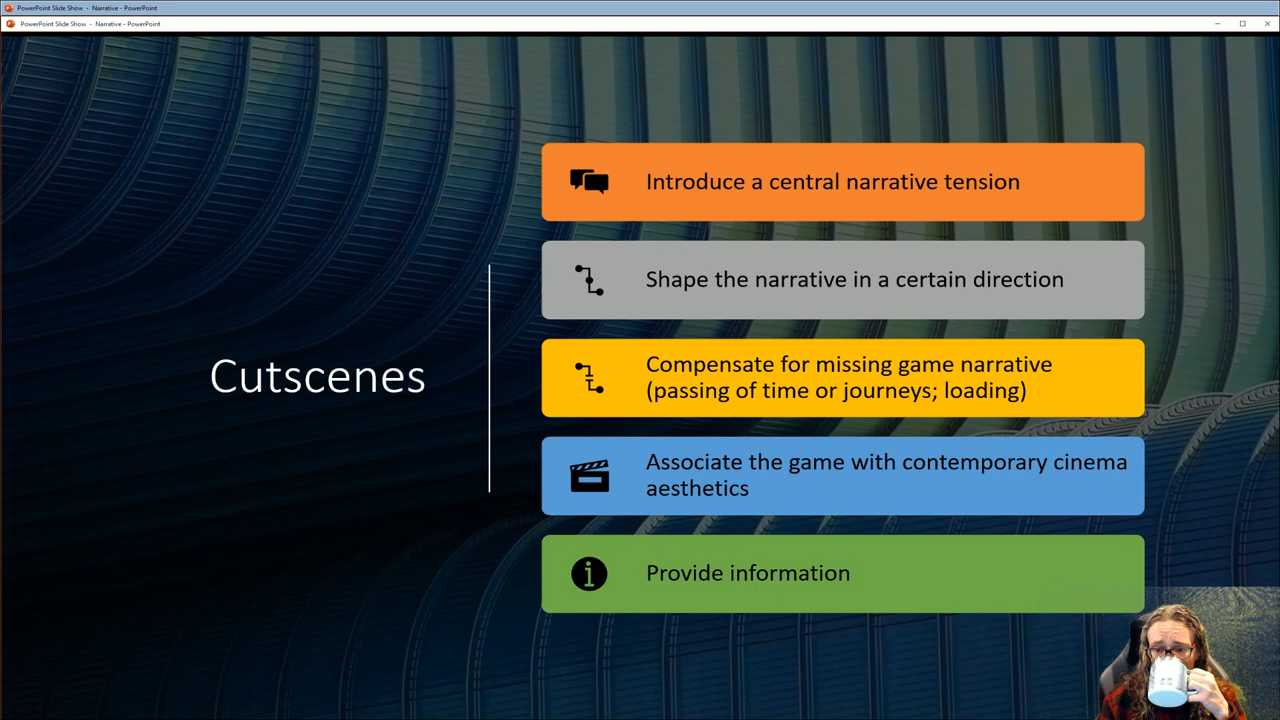 PowerPoint Slide Show - Narrative - PowerPoint
PowerPoint Slide Show - Narrative - PowerPoint
Cutscenes
Introduce a central narrative tension
Shape the narrative in a certain direction
Compensate for missing game narrative
(passing of time or journeys; loading)
Associate the game with contemporary cinema
aesthetics
Provide information